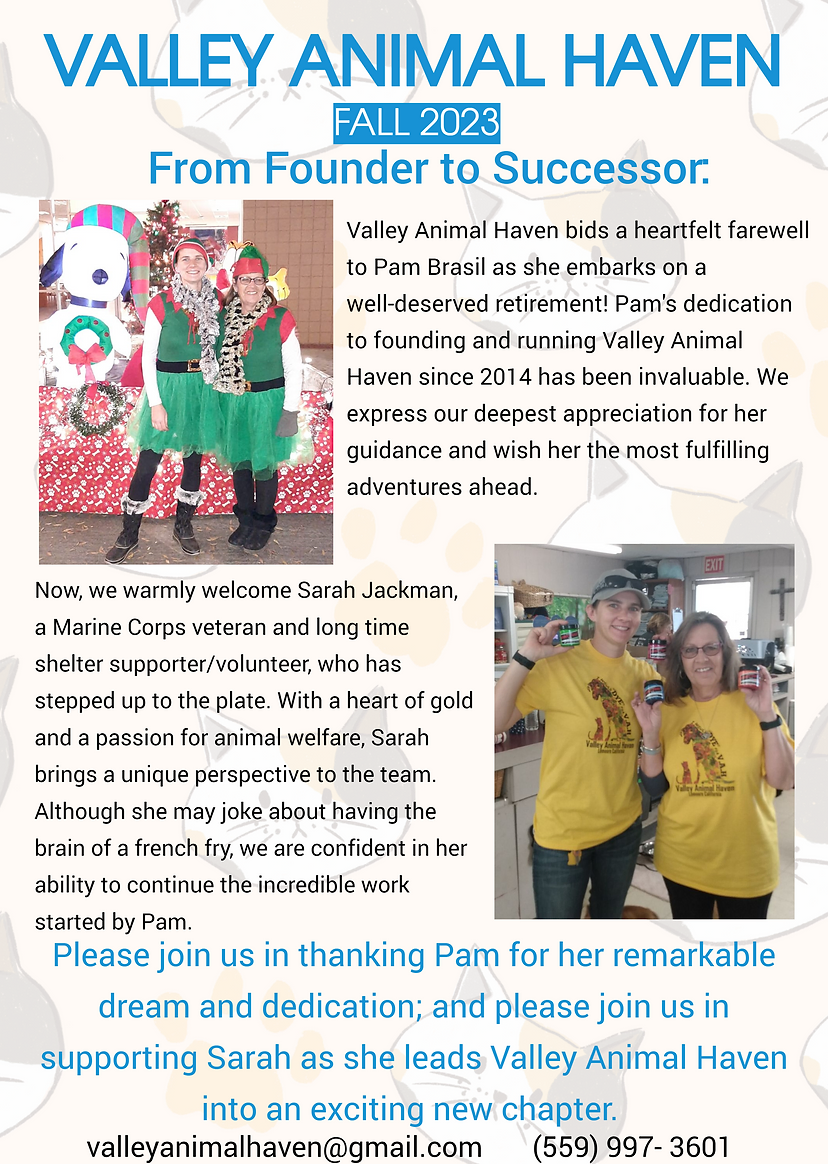 VALLEY ANIMAL HAVEN
FALL 2023
From Founder to Successor:
Valley Animal Haven bids a heartfelt farewell
to Pam Brasil as she embarks on a
well-deserved retirement! Pam's dedication
to founding and running Valley Animal
Haven since 2014 has been invaluable. We
express our deepest appreciation for her
guidance and wish her the most fulfilling
adventures ahead.
Now, we warmly welcome Sarah Jackman,
a Marine Corps veteran and long time
shelter supporter/volunteer, who has
stepped up to the plate. With a heart of gold
and a passion for animal welfare, Sarah
brings a unique perspective to the team.
Although she may joke about having the
brain of a french fry, we are confident in her
ability to continue the incredible work
started by Pam.
EXIT
Valley Animal Haven
Valley Animal Haven
Please join us in thanking Pam for her remarkable
dream and dedication; and please join us in
supporting Sarah as she leads Valley Animal Haven
into an exciting new chapter.
valleyanimalhaven@gmail.com (559) 997- 3601